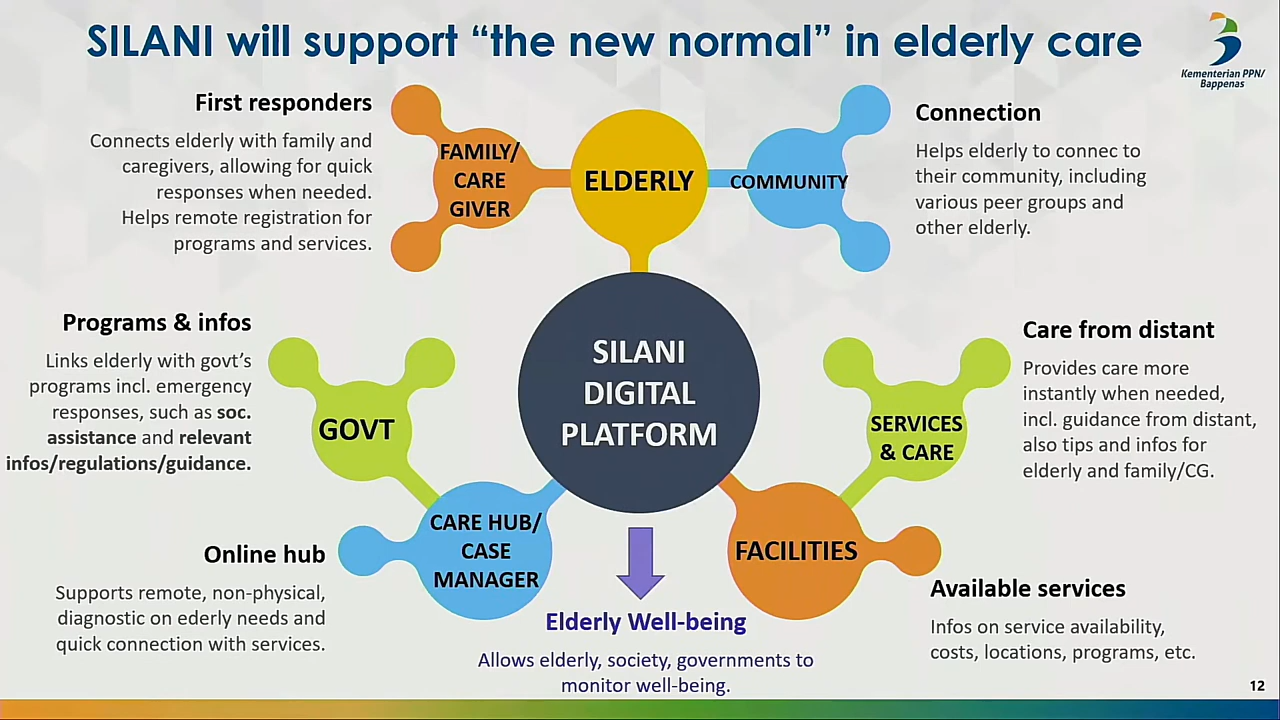 SILANI will support “the new normal” in elderly care
Kementerian PPN/
Bappenas
First responders
Connects elderly with family and
caregivers, allowing for quick
responses when needed.
Helps remote registration for
programs and services.
FAMILY/
CARE
GIVER
ELDERLY
COMMUNITY
Connection
Helps elderly to connec to
their community, including
various peer groups and
other elderly.
Programs & infos
Links elderly with govt’s
programs incl. emergency
responses, such as soc.
assistance and relevant
infos/regulations/guidance.
GOVT
SILANI
DIGITAL
PLATFORM
SERVICES
& CARE
Care from distant
Provides care more
instantly when needed,
incl. guidance from distant,
also tips and infos for
elderly and family/CG.
Online hub
Supports remote, non-physical,
diagnostic on ederly needs and
quick connection with services.
CARE HUB/
CASE
MANAGER
FACILITIES
Available services
Infos on service availability,
costs, locations, programs, etc.
Elderly Well-being
Allows elderly, society, governments to
monitor well-being.
12